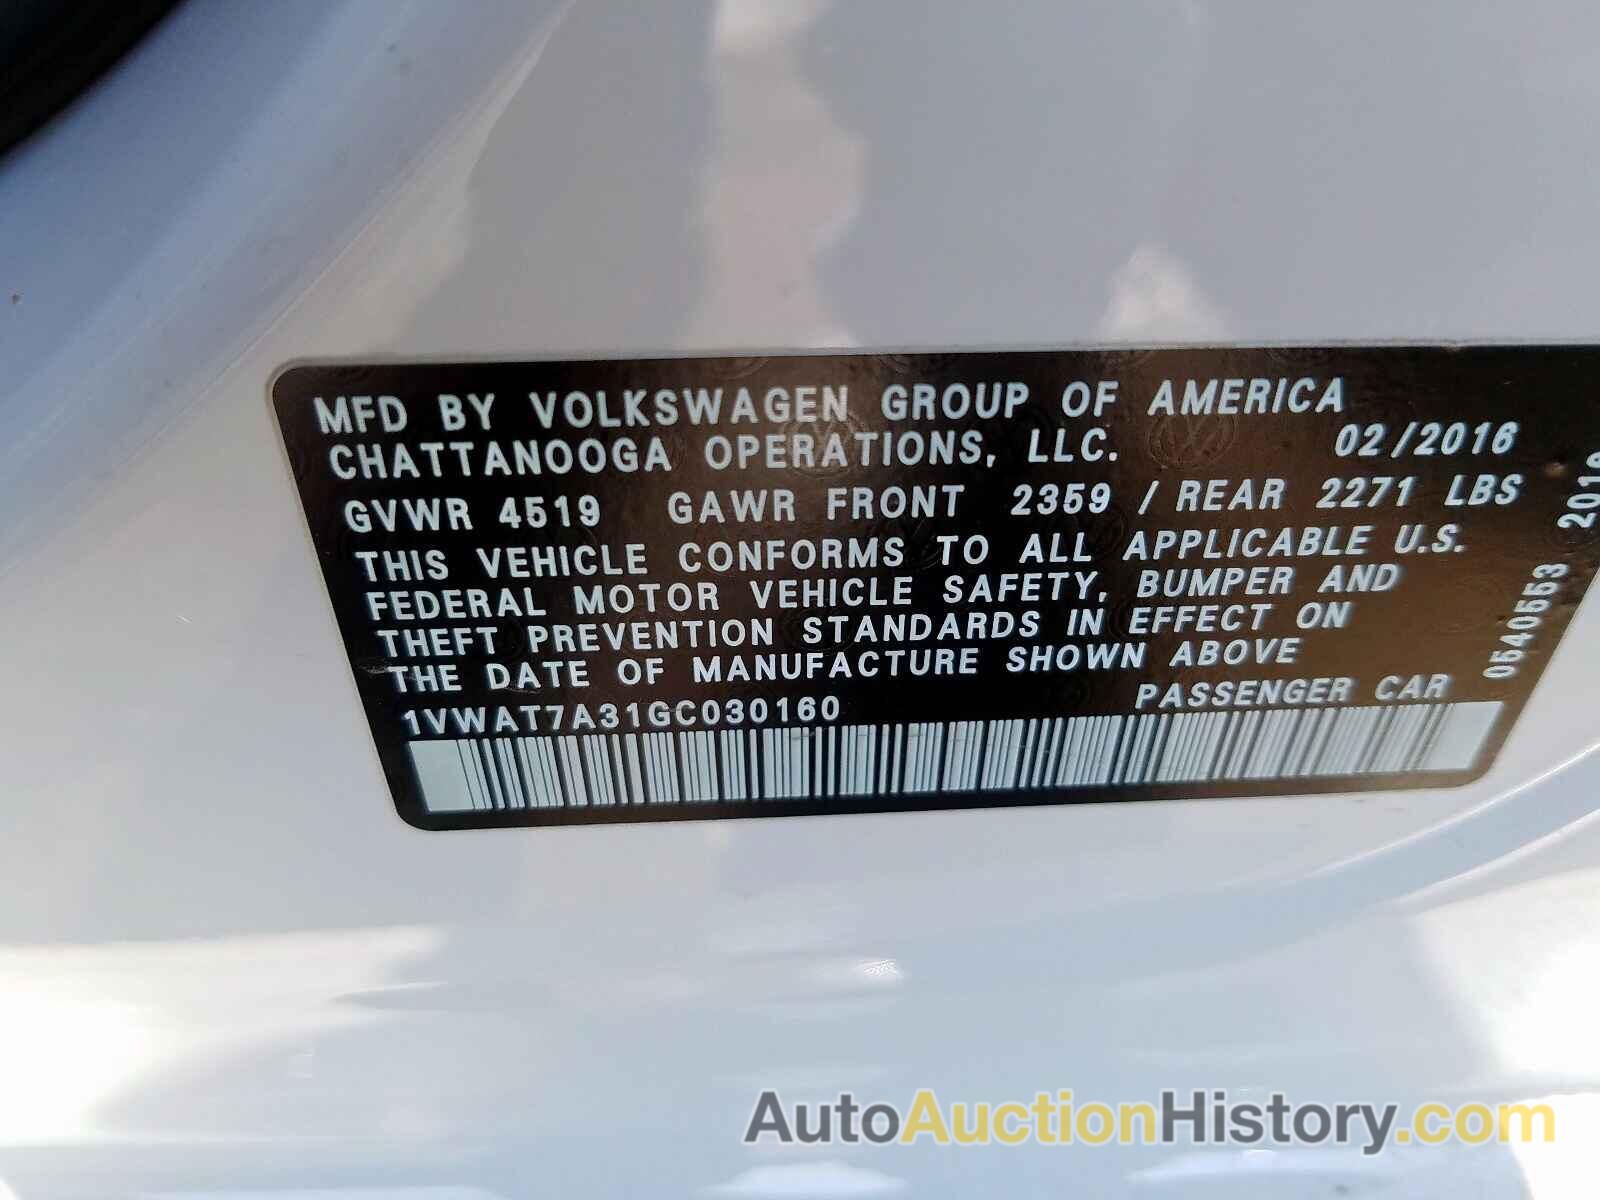 MFD BY VOLKSWAGEN GROUP OF AMERICA
CHATTANOOGA OPERATIONS, LLC. 02/2016
GVWR 4519 GAWR FRONT 2359 / REAR 2271 LBS
THIS VEHICLE CONFORMS TO ALL APPLICABLE U.S.
FEDERAL MOTOR VEHICLE SAFETY, BUMPER AND
THEFT PREVENTION STANDARDS IN EFFECT ON
THE DATE OF MANUFACTURE SHOWN ABOVE
1VWAT7A31GC030160 PASSENGER CAR
0540553
AutoAuctionHistory.com